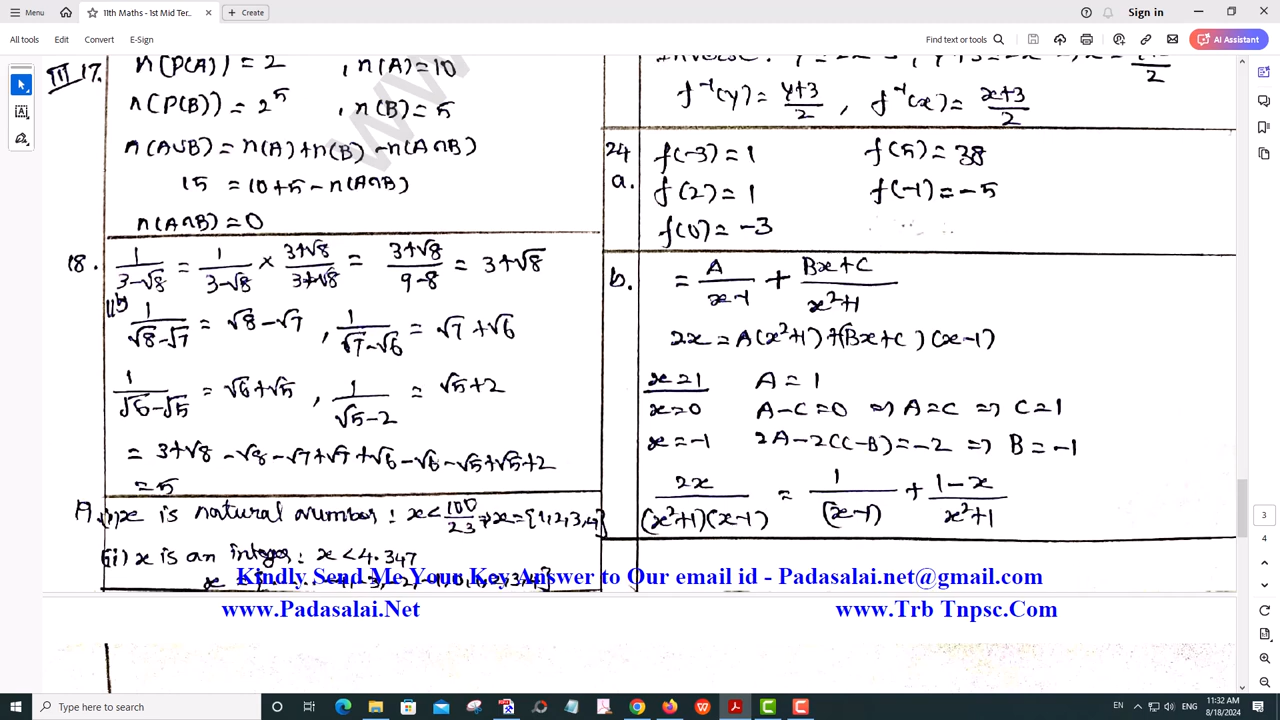 Menu
11th Maths - 1st Mid Ter...
Create
Sign in
All tools Edit Convert E-Sign
Find text or tools
AI Assistant
III 17. n(P(A)) = 2 , n(A)=10
n(P(B)) = 2^5 , n(B) = 5
n(A∪B) = n(A)+n(B) -n(A∩B)
15 = 10+5-n(A∩B)
n(A∩B) = 0
18. 1/(3-√8) = 1/(3-√8) × (3+√8)/(3+√8) = (3+√8)/(9-8) = 3+√8
1/(√8-√7) = √8-√7 , 1/(√7-√6) = √7+√6
1/(√6-√5) = √6+√5 , 1/(√5-2) = √5+2
= 3+√8 -√8 -√7+√7+√6-√6-√5+√5+2
=5
19.(i) x is natural number : x < 100/23 ⇒ x={1,2,3,4}
(ii) x is an integer : x < 4.347
f⁻¹(y) = (y+3)/2 , f⁻¹(x) = (x+3)/2
24 a. f(-3) = 1 f(5) = 38
f(2) = 1 f(-1) = -5
f(0) = -3
b. = A/(x-1) + (Bx+C)/(x²+1)
2x = A(x²+1)+(Bx+C)(x-1)
x=1 A = 1
x=0 A-C=0 ⇒ A=C ⇒ C=1
x=-1 2A-2(C-B)=-2 ⇒ B=-1
2x/((x²+1)(x-1)) = 1/(x-1) + (1-x)/(x²+1)
Kindly Send Me Your Key Answer to Our email id - Padasalai.net@gmail.com
www.Padasalai.Net www.Trb Tnpsc.Com
3
4
Type here to search
EN
ENG
11:32 AM
8/18/2024